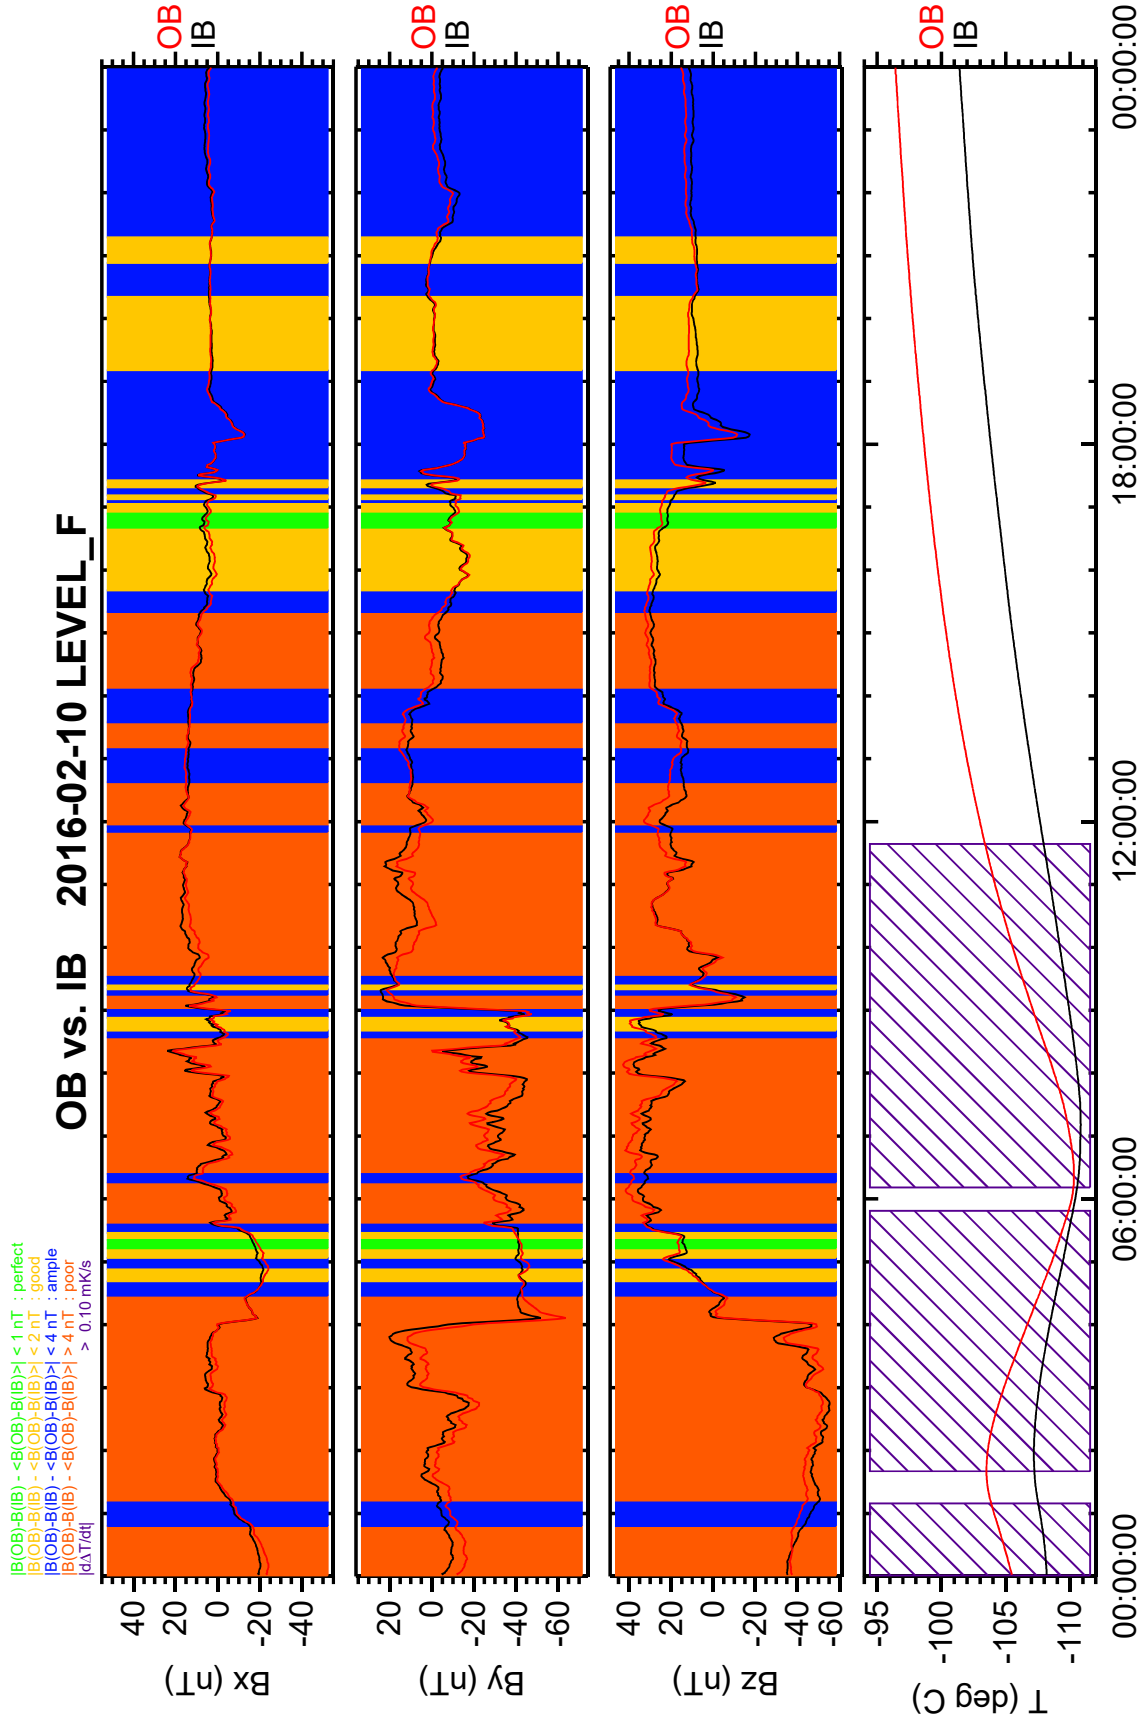 |B(OB)-B(IB) - <B(OB)-B(IB)>| < 1 nT : perfect
|B(OB)-B(IB) - <B(OB)-B(IB)>| < 2 nT : good
|B(OB)-B(IB) - <B(OB)-B(IB)>| < 4 nT : ample
|B(OB)-B(IB) - <B(OB)-B(IB)>| > 4 nT : poor
|dΔT/dt| > 0.10 mK/s
OB vs. IB 2016-02-10 LEVEL_F
Bx (nT)
40
20
0
-20
-40
OB
IB
By (nT)
20
0
-20
-40
-60
OB
IB
Bz (nT)
40
20
0
-20
-40
-60
OB
IB
T (deg C)
-95
-100
-105
-110
OB
IB
00:00:00
06:00:00
12:00:00
18:00:00
00:00:00